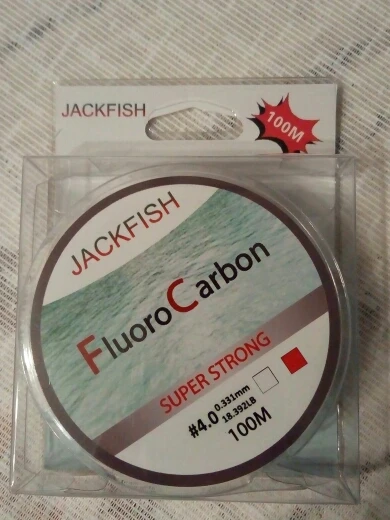 JACKFISH
100M
JACKFISH
FluoroCarbon
SUPER STRONG
#4.0 0.331mm
18.392LB
100M